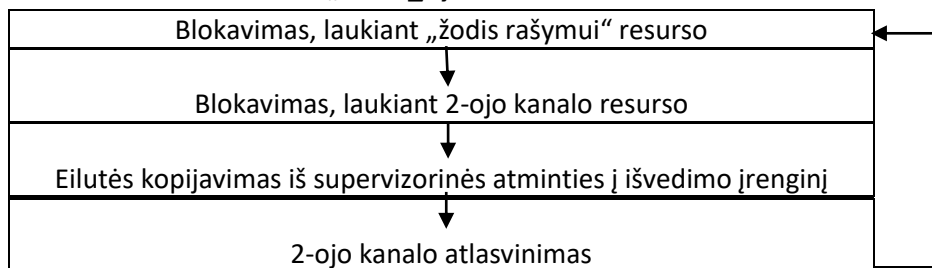 Blokavimas, laukiant „žodis rašymui“ resurso
Blokavimas, laukiant 2-ojo kanalo resurso
Eilutės kopijavimas iš supervizorinės atminties į išvedimo įrenginį
2-ojo kanalo atlasvinimas